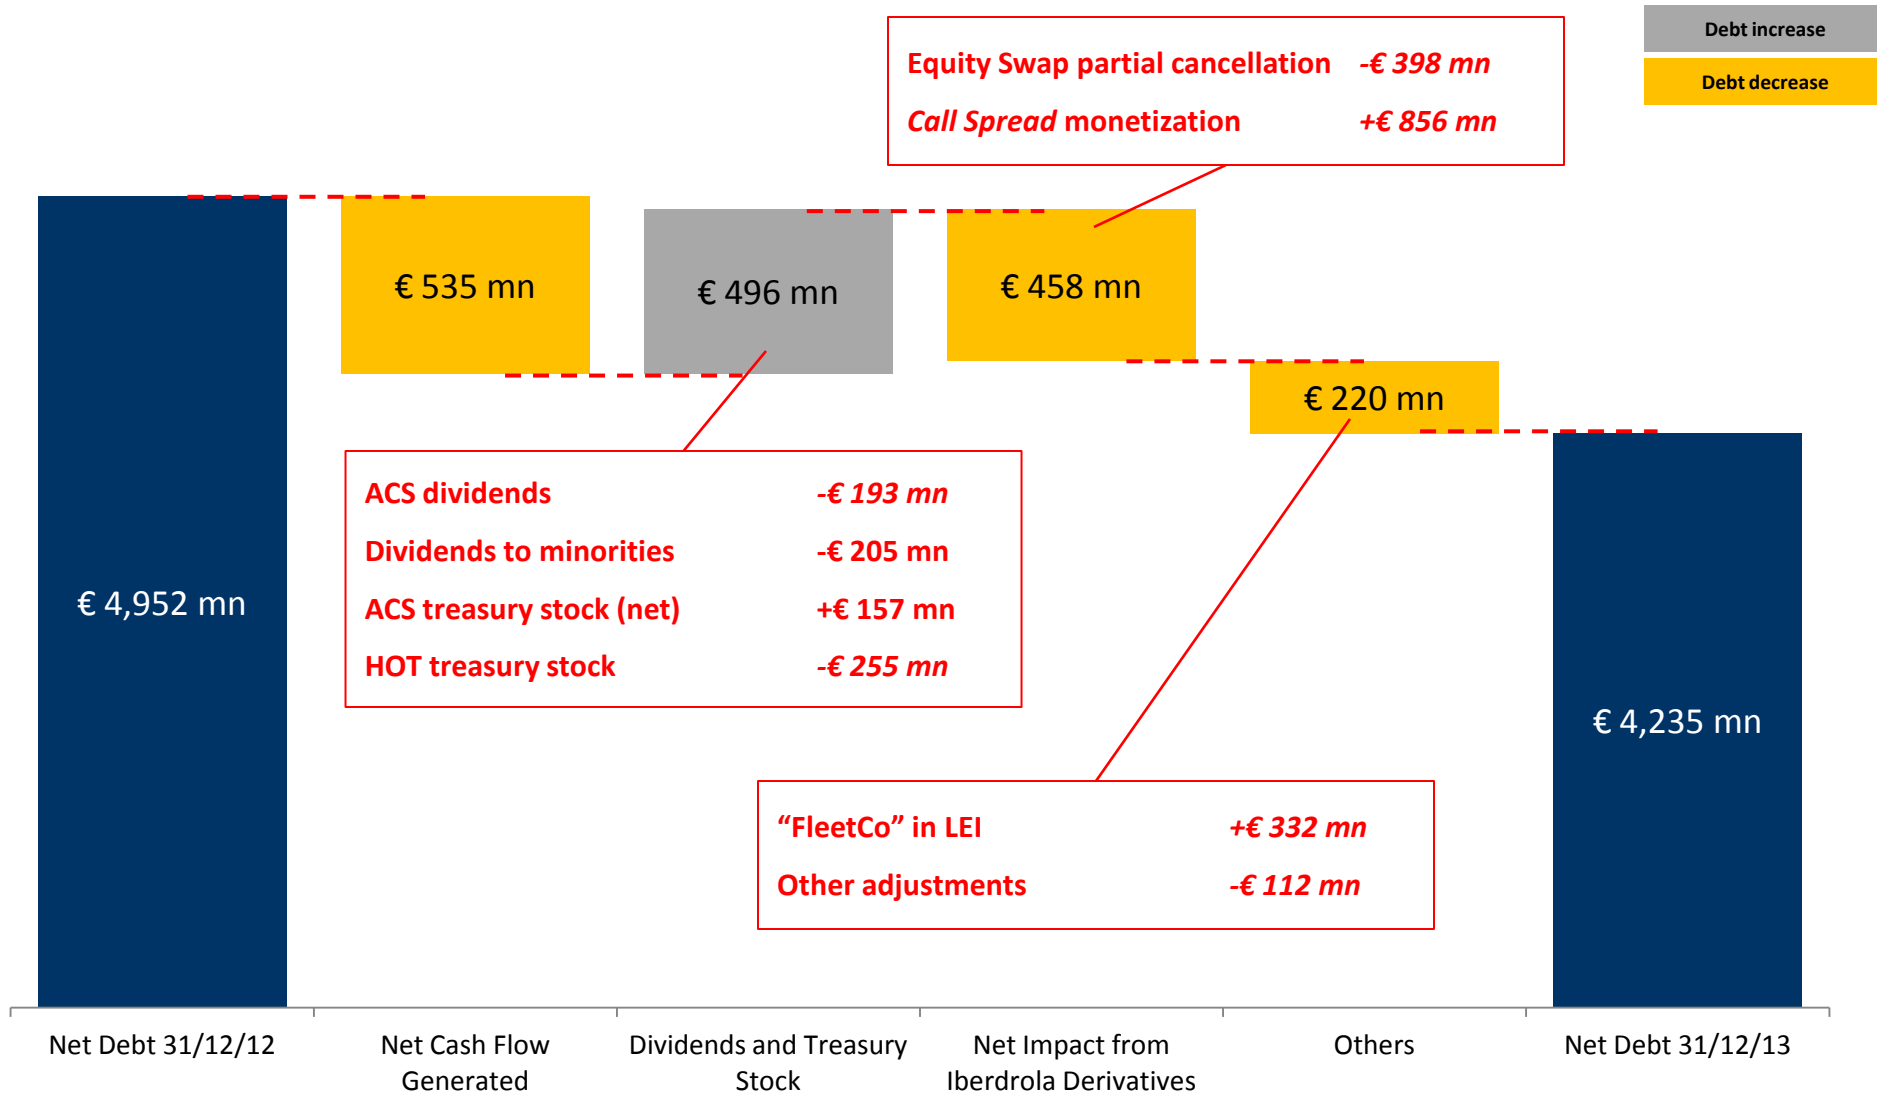 Debt increase
Debt decrease
Equity Swap partial cancellation -€ 398 mn
Call Spread monetization +€ 856 mn
€ 535 mn
€ 496 mn
€ 458 mn
€ 220 mn
ACS dividends -€ 193 mn
Dividends to minorities -€ 205 mn
ACS treasury stock (net) +€ 157 mn
HOT treasury stock -€ 255 mn
€ 4,952 mn
€ 4,235 mn
“FleetCo” in LEI +€ 332 mn
Other adjustments -€ 112 mn
Net Debt 31/12/12
Net Cash Flow
Generated
Dividends and Treasury
Stock
Net Impact from
Iberdrola Derivatives
Others
Net Debt 31/12/13